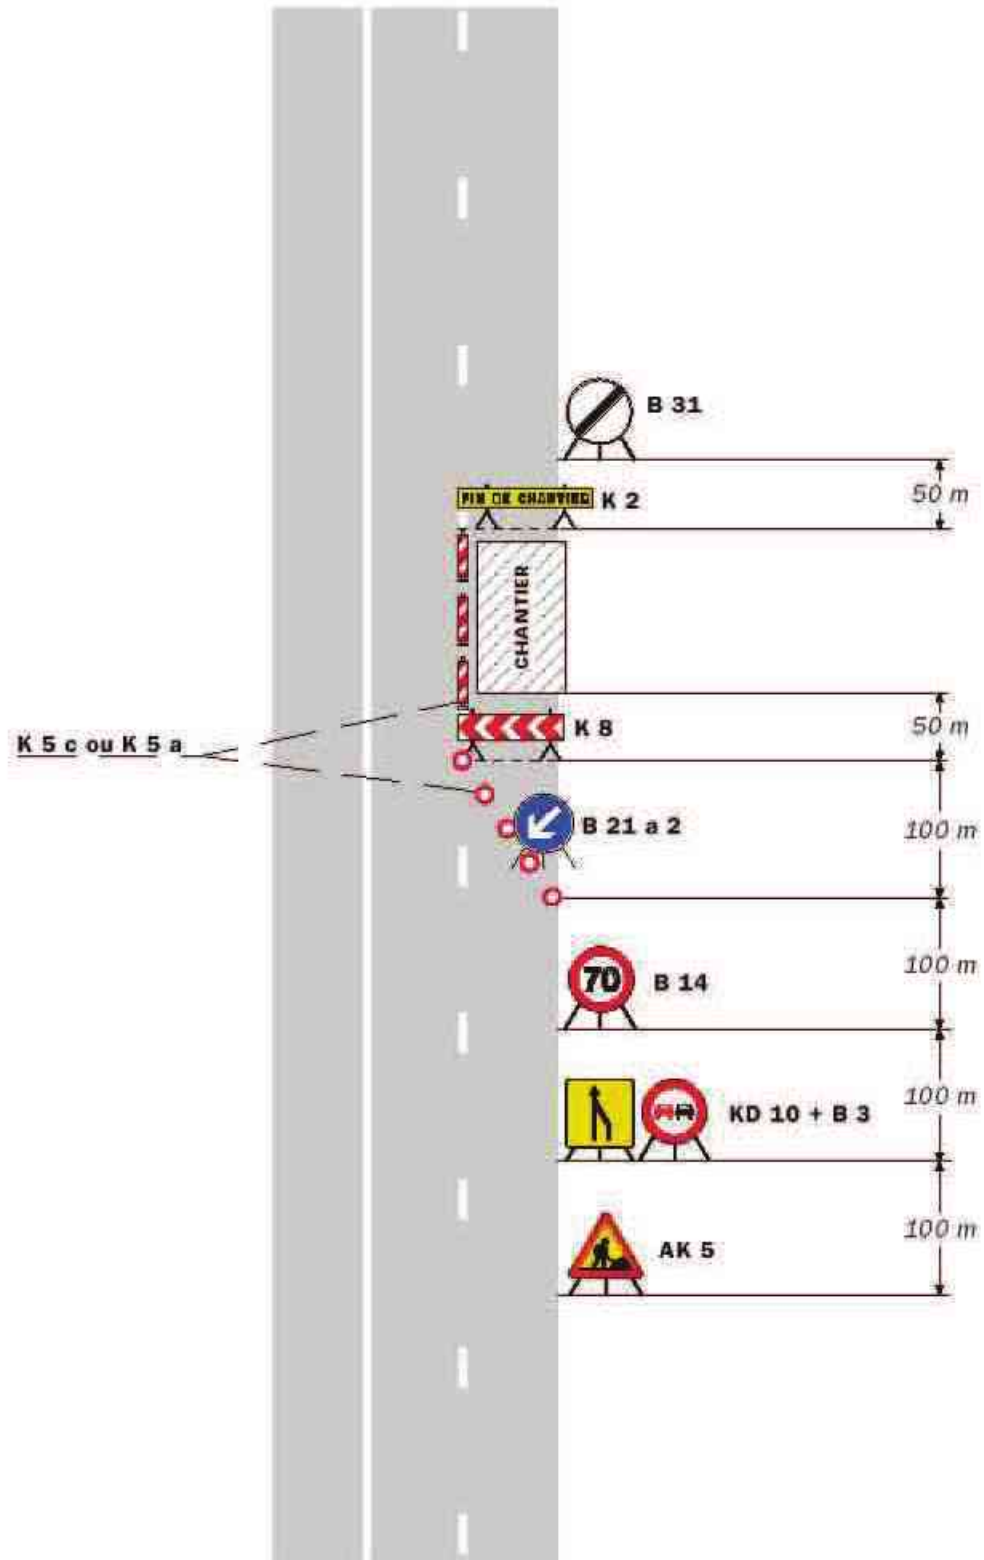 B 31
50 m
FIN DE CHANTIER
K 2
CHANTIER
50 m
K 8
K 5 c ou K 5 a
B 21 a 2
100 m
70
B 14
100 m
KD 10 + B 3
100 m
AK 5
100 m